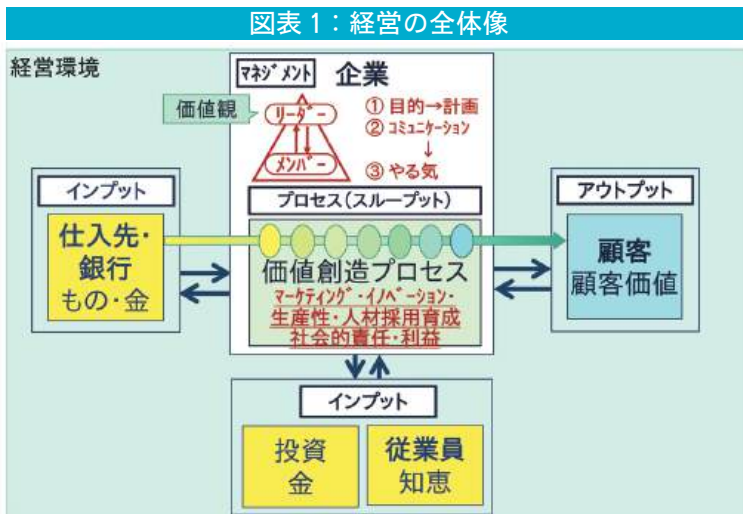 図表1：経営の全体像
経営環境
ﾏﾈｼﾞﾒﾝﾄ 企業
価値観
ﾘｰﾀﾞｰ
ﾒﾝﾊﾞｰ
① 目的→計画
② ｺﾐｭﾆｹｰｼｮﾝ
↓
③ やる気
インプット
仕入先・
銀行
もの・金
プロセス(スループット)
価値創造プロセス
ﾏｰｹﾃｨﾝｸﾞ・ｲﾉﾍﾞｰｼｮﾝ・
生産性・人材採用育成
社会的責任・利益
アウトプット
顧客
顧客価値
インプット
投資
金
従業員
知恵